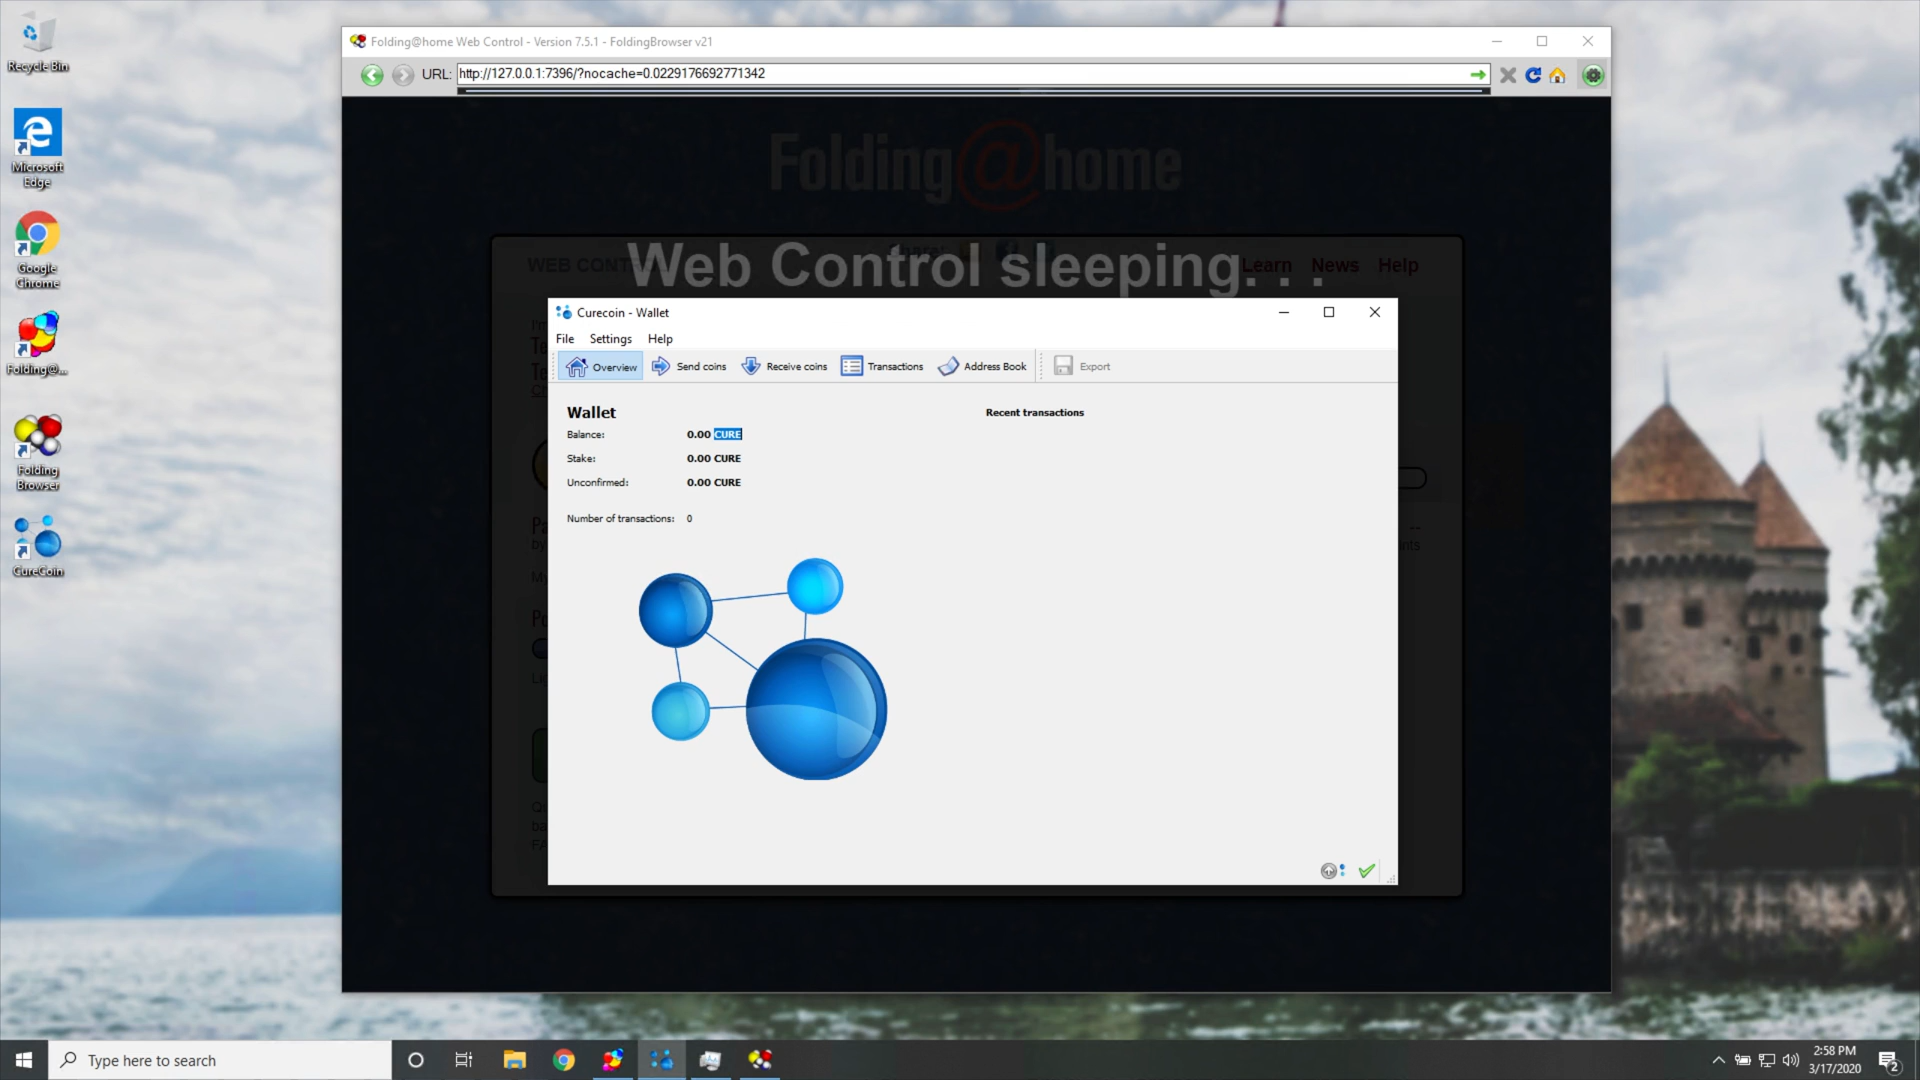 Recycle Bin
Microsoft
Edge
Google
Chrome
Folding@...
Folding
Browser
CureCoin
Folding@home Web Control - Version 7.5.1 - FoldingBrowser v21
URL: http://127.0.0.1:7396/?nocache=0.0229176692771342
Folding@home
WEB CONTROL
Learn News Help
Web Control sleeping. . .
Curecoin - Wallet
File Settings Help
Overview Send coins Receive coins Transactions Address Book Export
Wallet
Recent transactions
Balance: 0.00 CURE
Stake: 0.00 CURE
Unconfirmed: 0.00 CURE
Number of transactions: 0
Type here to search
2:58 PM
3/17/2020
2